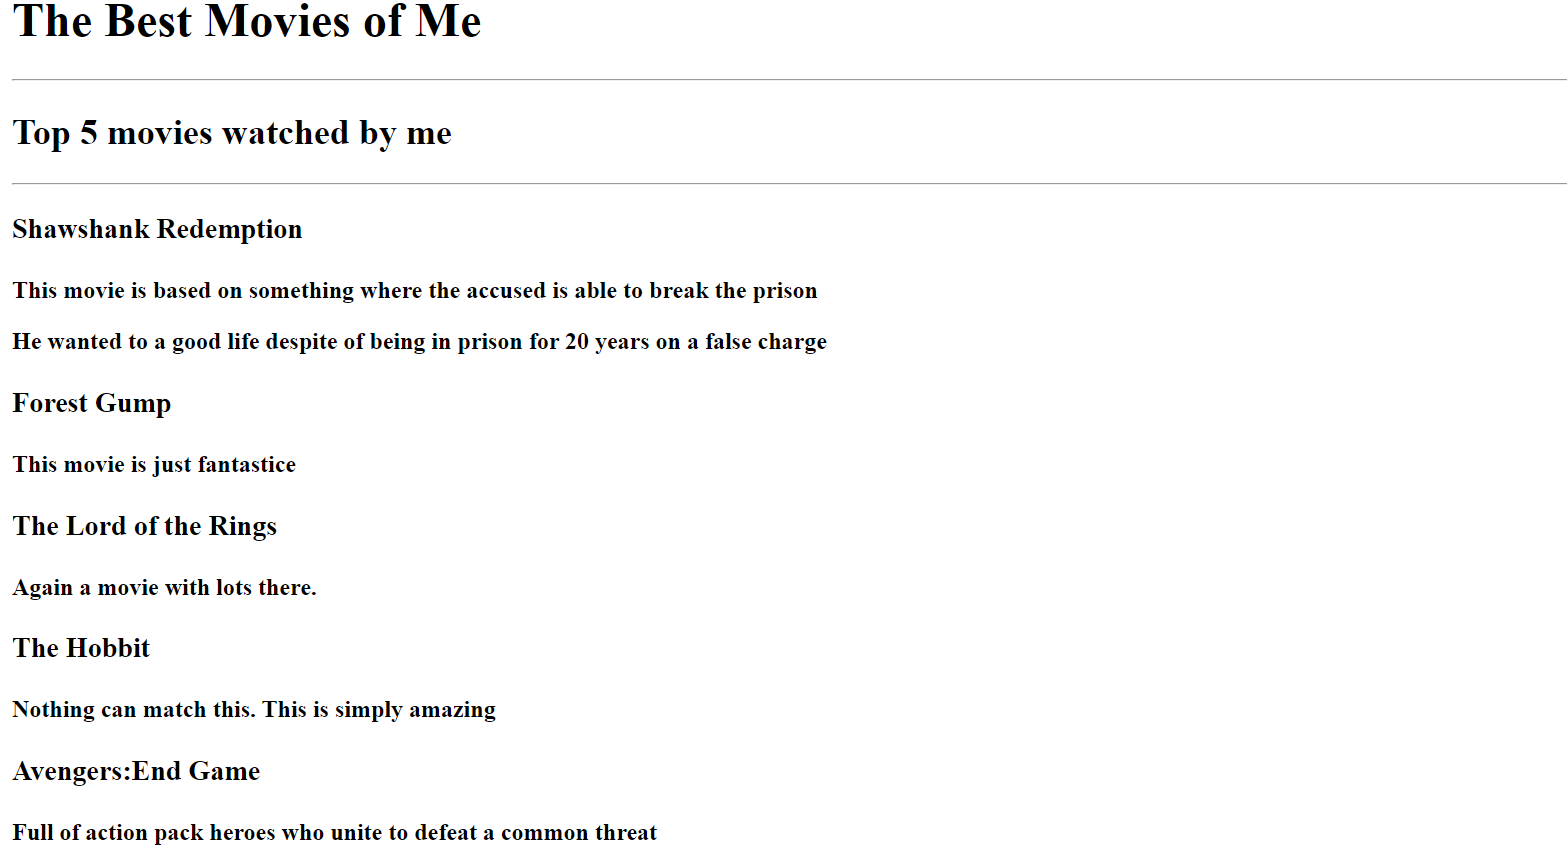 The Best Movies of Me
Top 5 movies watched by me
Shawshank Redemption
This movie is based on something where the accused is able to break the prison
He wanted to a good life despite of being in prison for 20 years on a false charge
Forest Gump
This movie is just fantastice
The Lord of the Rings
Again a movie with lots there.
The Hobbit
Nothing can match this. This is simply amazing
Avengers:End Game
Full of action pack heroes who unite to defeat a common threat